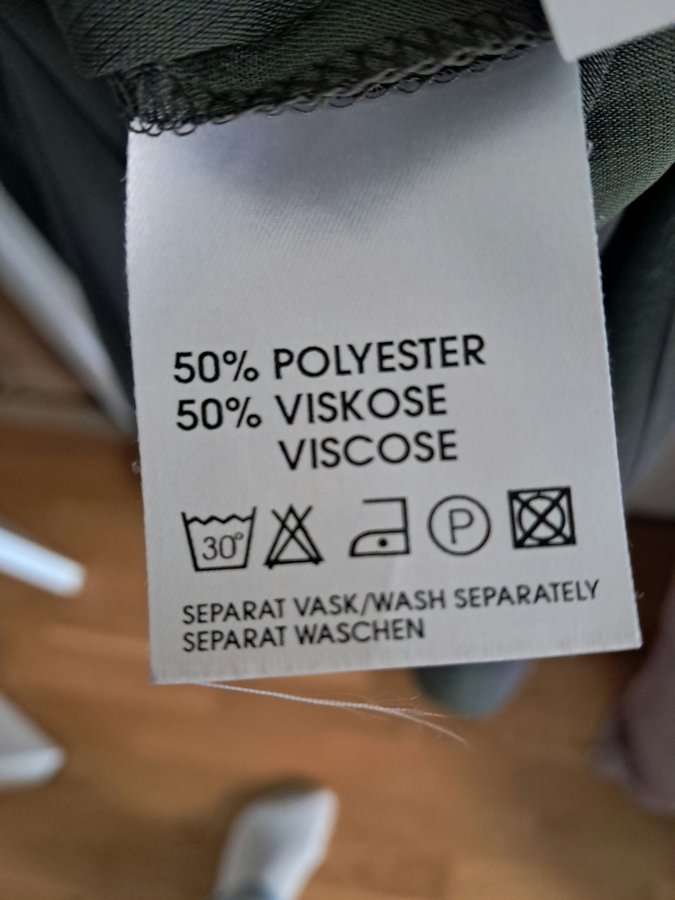 50% POLYESTER
50% VISKOSE
VISCOSE
30° P
SEPARAT VASK/WASH SEPARATELY
SEPARAT WASCHEN